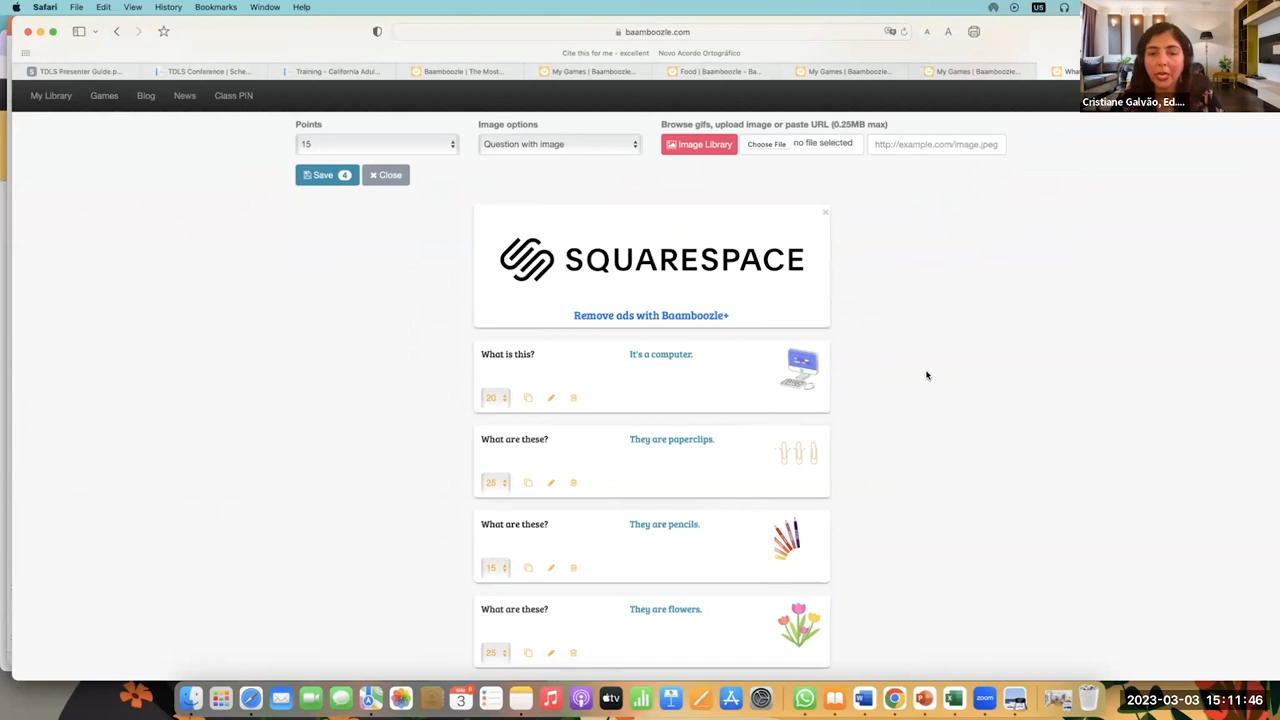 Safari File Edit View History Bookmarks Window Help US
baamboozle.com
Cite this for me - excellent Novo Acordo Ortográfico
TDLS Presenter Guide.p... TDLS Conference | Sche... Training - California Adul... Baamboozle | The Most... My Games | Baamboozle... Food | Baamboozle - Ba... My Games | Baamboozle... My Games | Baamboozle... Wha
Cristiane Galvão, Ed....
My Library Games Blog News Class PIN
Points Image options Browse gifs, upload image or paste URL (0.25MB max)
15 Question with image Image Library Choose File no file selected http://example.com/image.jpeg
Save 4 Close
SQUARESPACE
Remove ads with Baamboozle+
What is this? It's a computer.
20
What are these? They are paperclips.
25
What are these? They are pencils.
15
What are these? They are flowers.
25
3 tv zoom
2023-03-03 15:11:46